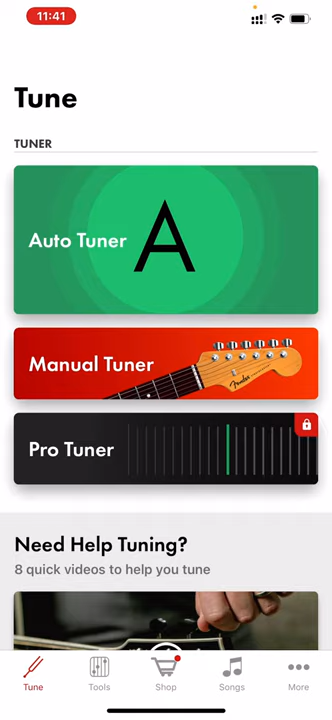 11:41
Tune
TUNER
Auto Tuner
A
Manual Tuner
Fender
Pro Tuner
Need Help Tuning?
8 quick videos to help you tune
Tune
Tools
Shop
Songs
More